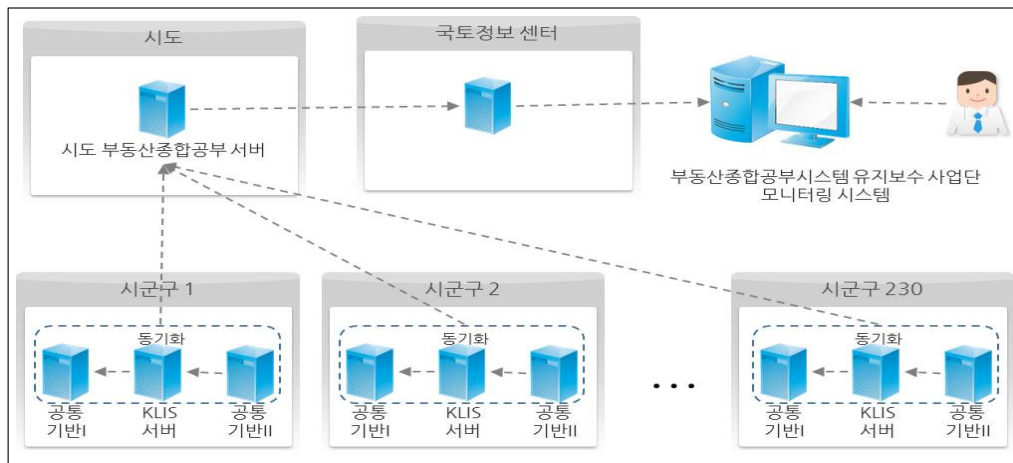 시도
국토정보 센터
시도 부동산종합공부 서버
부동산종합공부시스템 유지보수 사업단
모니터링 시스템
시군구 1
동기화
공통
기반I
KLIS
서버
공통
기반II
시군구 2
동기화
공통
기반I
KLIS
서버
공통
기반II
...
시군구 230
동기화
공통
기반I
KLIS
서버
공통
기반II